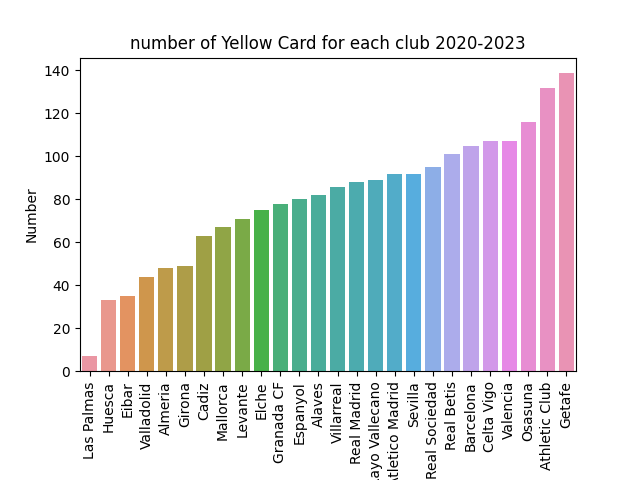 number of Yellow Card for each club 2020-2023
Number
140
120
100
80
60
40
20
0
Las Palmas
Huesca
Eibar
Valladolid
Almeria
Girona
Cadiz
Mallorca
Levante
Elche
Granada CF
Espanyol
Alaves
Villarreal
Real Madrid
ayo Vallecano
tletico Madrid
Sevilla
Real Sociedad
Real Betis
Barcelona
Celta Vigo
Valencia
Osasuna
Athletic Club
Getafe